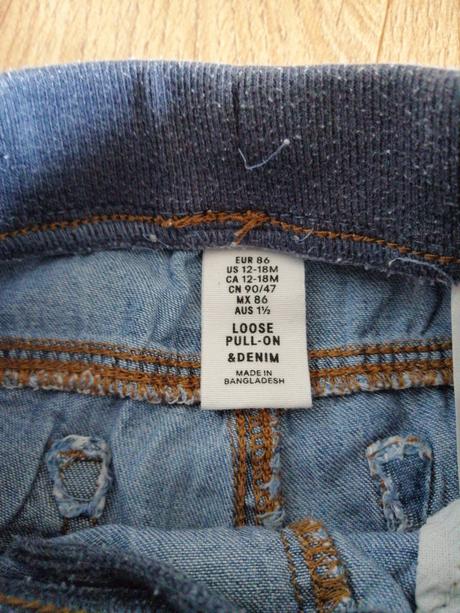 EUR 86
US 12-18M
CA 12-18M
CN 90/47
MX 86
AUS 1½
LOOSE
PULL-ON
&DENIM
MADE IN
BANGLADESH